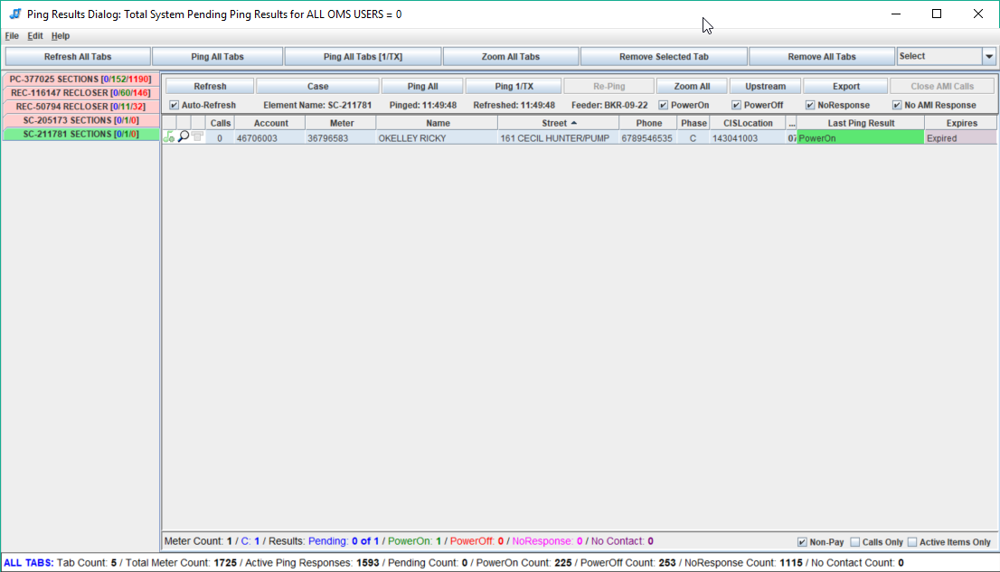 Ping Results Dialog: Total System Pending Ping Results for ALL OMS USERS = 0
File Edit Help
Refresh All Tabs Ping All Tabs Ping All Tabs [1/TX] Zoom All Tabs Remove Selected Tab Remove All Tabs Select
PC-377025 SECTIONS [0/152/1190]
REC-116147 RECLOSER [0/60/146]
REC-50794 RECLOSER [0/11/32]
SC-205173 SECTIONS [0/1/0]
SC-211781 SECTIONS [0/1/0]
Refresh Case Ping All Ping 1/TX Re-Ping Zoom All Upstream Export Close AMI Calls
Auto-Refresh Element Name: SC-211781 Pinged: 11:49:48 Refreshed: 11:49:48 Feeder: BKR-09-22 PowerOn PowerOff NoResponse No AMI Response
Calls Account Meter Name Street Phone Phase CISLocation ... Last Ping Result Expires
0 46706003 36796583 OKELLEY RICKY 161 CECIL HUNTER/PUMP 6789546535 C 143041003 07 PowerOn Expired
Meter Count: 1 / C: 1 / Results: Pending: 0 of 1 / PowerOn: 1 / PowerOff: 0 / NoResponse: 0 / No Contact: 0
Non-Pay Calls Only Active Items Only
ALL TABS: Tab Count: 5 / Total Meter Count: 1725 / Active Ping Responses: 1593 / Pending Count: 0 / PowerOn Count: 225 / PowerOff Count: 253 / NoResponse Count: 1115 / No Contact Count: 0